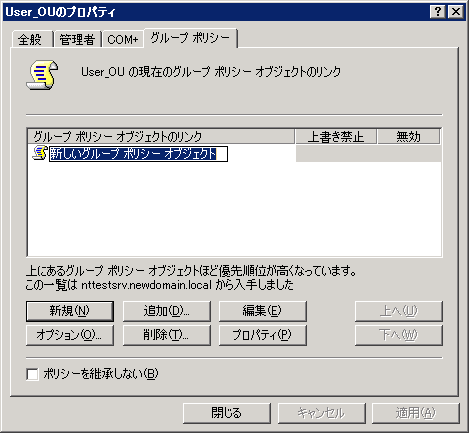 User_OUのプロパティ
全般 管理者 COM+ グループ ポリシー
User_OU の現在のグループ ポリシー オブジェクトのリンク
グループ ポリシー オブジェクトのリンク 上書き禁止 無効
新しいグループ ポリシー オブジェクト
上にあるグループ ポリシー オブジェクトほど優先順位が高くなっています。
この一覧は nttestsrv.newdomain.local から入手しました
新規(N) 追加(D)... 編集(E) 上へ(U)
オプション(O)... 削除(T)... プロパティ(P) 下へ(W)
ポリシーを継承しない(B)
閉じる キャンセル 適用(A)